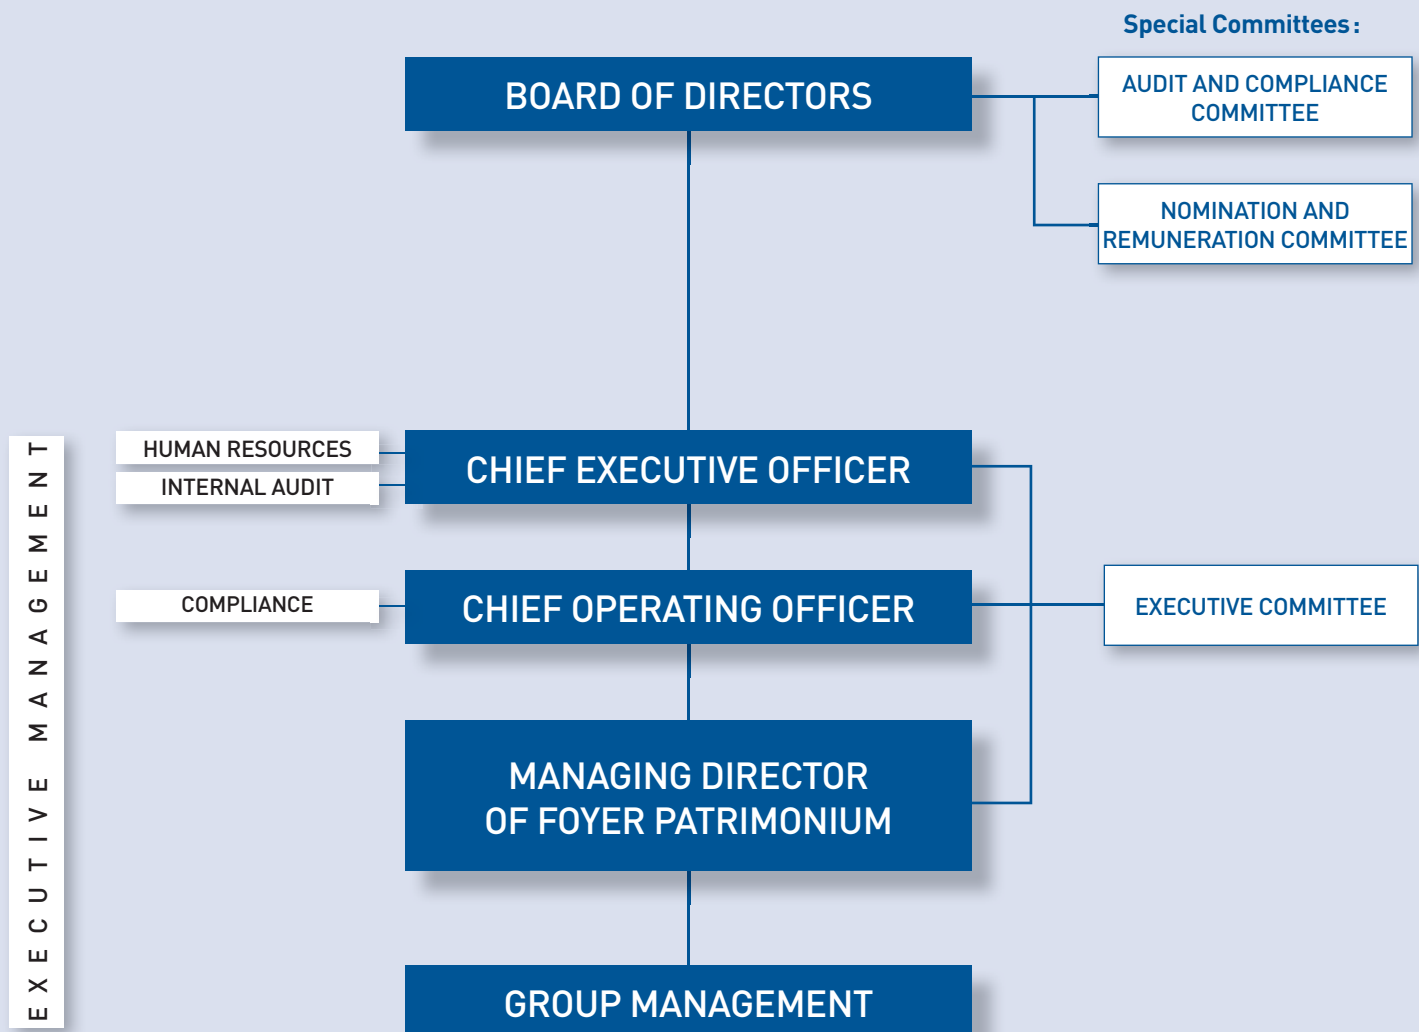 Special Committees :
BOARD OF DIRECTORS
AUDIT AND COMPLIANCE
COMMITTEE
NOMINATION AND
REMUNERATION COMMITTEE
EXECUTIVE MANAGEMENT
HUMAN RESOURCES
INTERNAL AUDIT
CHIEF EXECUTIVE OFFICER
COMPLIANCE
CHIEF OPERATING OFFICER
EXECUTIVE COMMITTEE
MANAGING DIRECTOR
OF FOYER PATRIMONIUM
GROUP MANAGEMENT